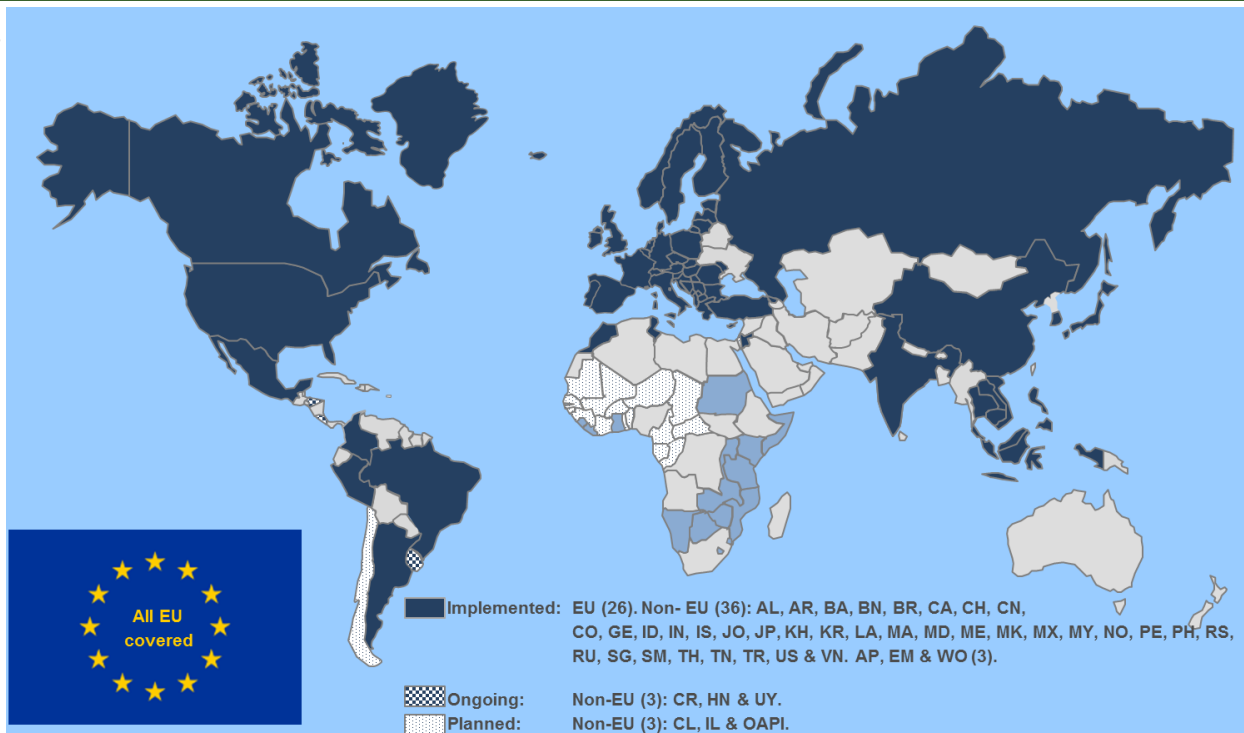 All EU
covered
Implemented: EU (26). Non- EU (36): AL, AR, BA, BN, BR, CA, CH, CN,
CO, GE, ID, IN, IS, JO, JP, KH, KR, LA, MA, MD, ME, MK, MX, MY, NO, PE, PH, RS,
RU, SG, SM, TH, TN, TR, US & VN. AP, EM & WO (3).
Ongoing: Non-EU (3): CR, HN & UY.
Planned: Non-EU (3): CL, IL & OAPI.